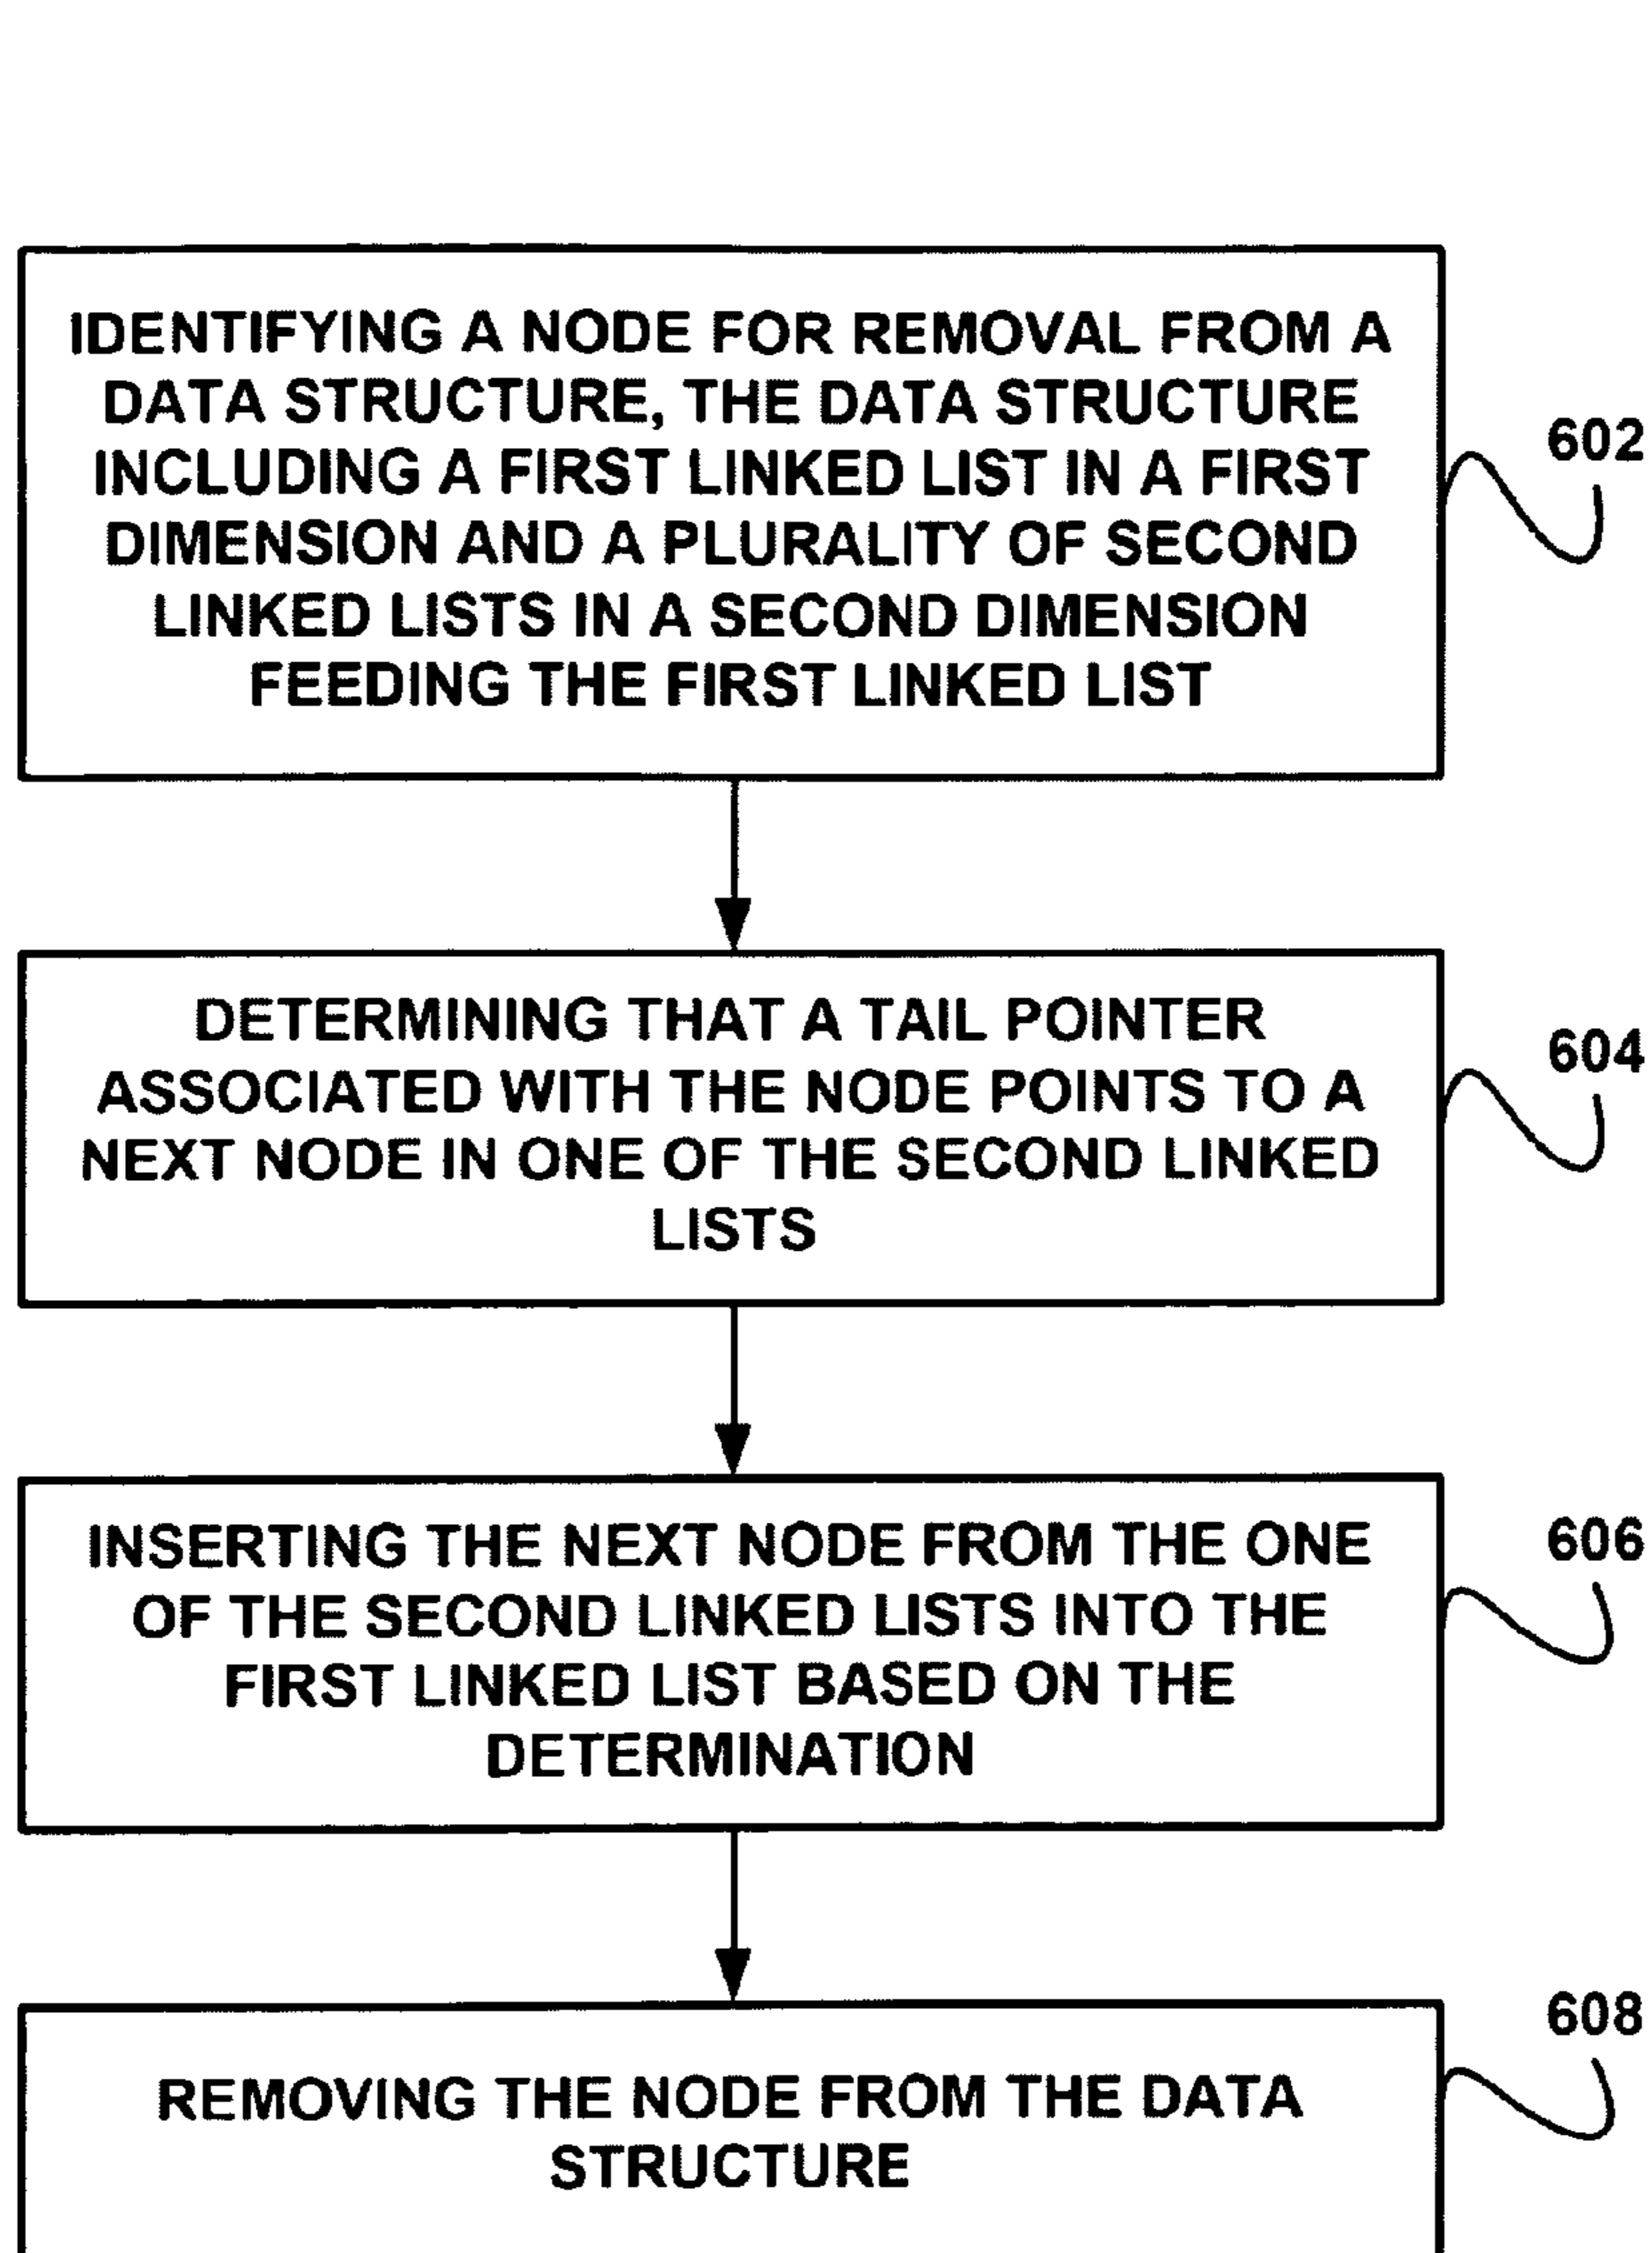 IDENTIFYING A NODE FOR REMOVAL FROM A
DATA STRUCTURE, THE DATA STRUCTURE
INCLUDING A FIRST LINKED LIST IN A FIRST
DIMENSION AND A PLURALITY OF SECOND
LINKED LISTS IN A SECOND DIMENSION
FEEDING THE FIRST LINKED LIST
602
DETERMINING THAT A TAIL POINTER
ASSOCIATED WITH THE NODE POINTS TO A
NEXT NODE IN ONE OF THE SECOND LINKED
LISTS
604
INSERTING THE NEXT NODE FROM THE ONE
OF THE SECOND LINKED LISTS INTO THE
FIRST LINKED LIST BASED ON THE
DETERMINATION
606
REMOVING THE NODE FROM THE DATA
STRUCTURE
608